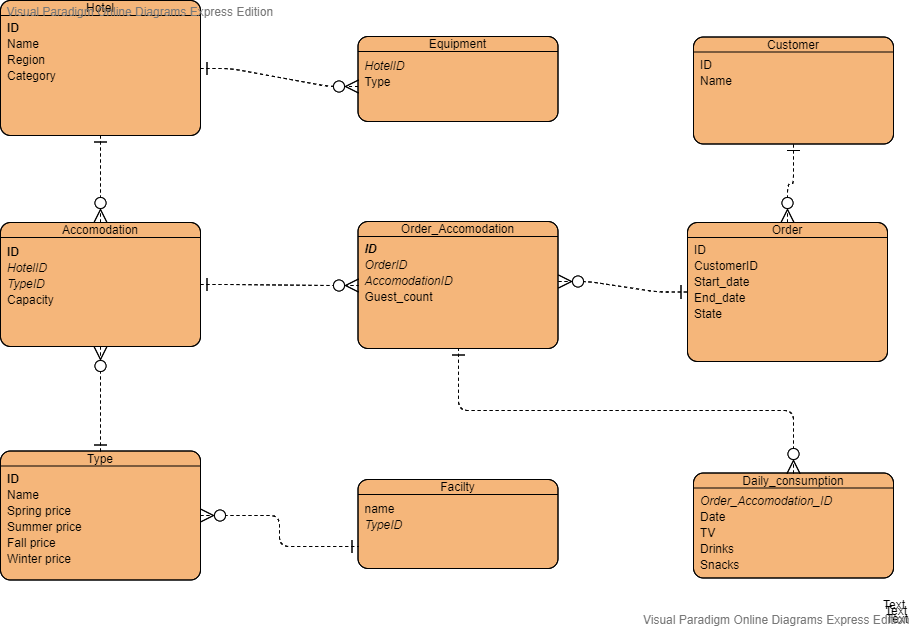 Visual Paradigm Online Diagrams Express Edition
Hotel
ID
Name
Region
Category
Equipment
HotelID
Type
Customer
ID
Name
Accomodation
ID
HotelID
TypeID
Capacity
Order_Accomodation
ID
OrderID
AccomodationID
Guest_count
Order
ID
CustomerID
Start_date
End_date
State
Type
ID
Name
Spring price
Summer price
Fall price
Winter price
Facilty
name
TypeID
Daily_consumption
Order_Accomodation_ID
Date
TV
Drinks
Snacks
Text
Text
Text
Visual Paradigm Online Diagrams Express Edition